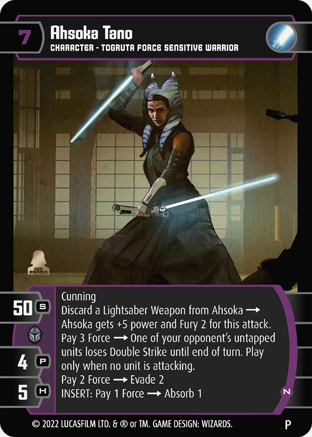 7 Ahsoka Tano
CHARACTER - TOGRUTA FORCE SENSITIVE WARRIOR
50 S
4 P
5 H
Cunning
Discard a Lightsaber Weapon from Ahsoka →
Ahsoka gets +5 power and Fury 2 for this attack.
Pay 3 Force → One of your opponent's untapped
units loses Double Strike until end of turn. Play
only when no unit is attacking.
Pay 2 Force → Evade 2
INSERT: Pay 1 Force → Absorb 1
N
© 2022 LUCASFILM LTD. & ® or TM. GAME DESIGN: WIZARDS.
P